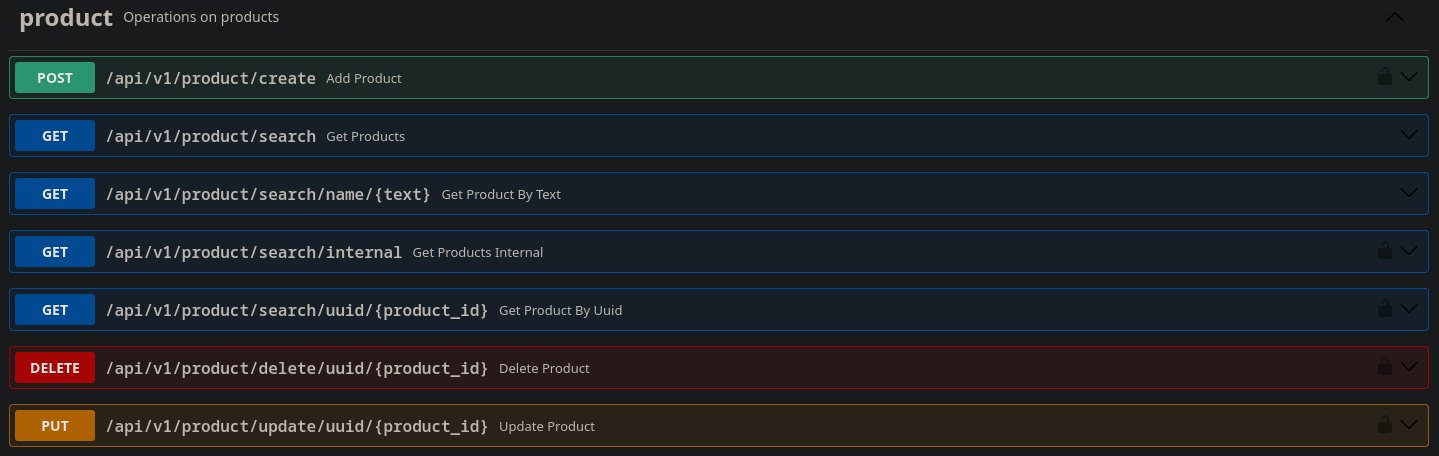 product Operations on products
POST /api/v1/product/create Add Product
GET /api/v1/product/search Get Products
GET /api/v1/product/search/name/{text} Get Product By Text
GET /api/v1/product/search/internal Get Products Internal
GET /api/v1/product/search/uuid/{product_id} Get Product By Uuid
DELETE /api/v1/product/delete/uuid/{product_id} Delete Product
PUT /api/v1/product/update/uuid/{product_id} Update Product